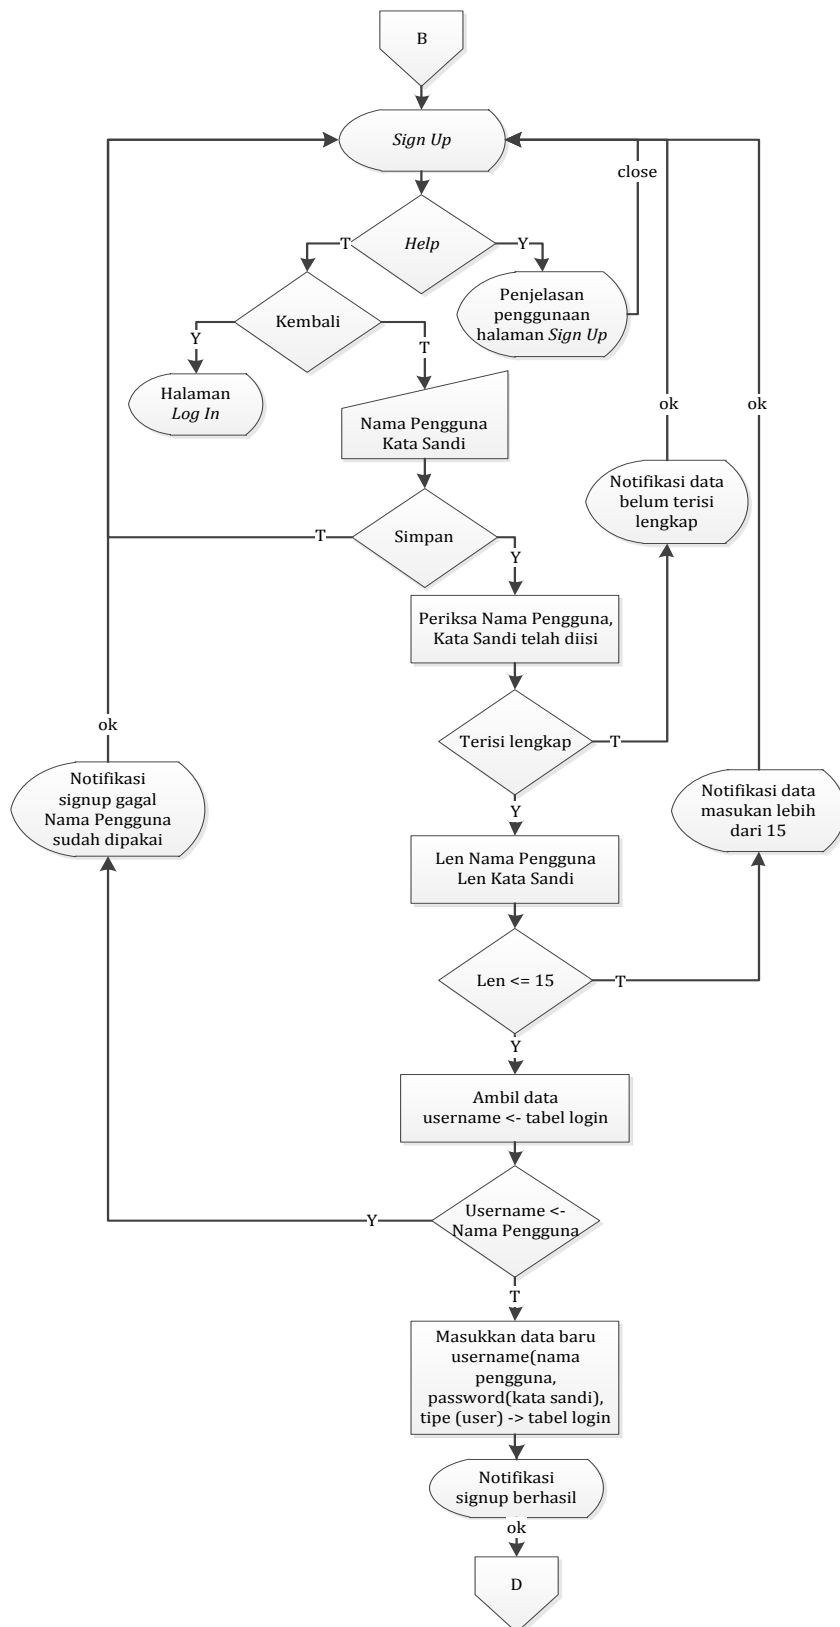 B
Sign Up
close
Help
T
Y
Penjelasan
penggunaan
halaman Sign Up
Kembali
Y
T
Halaman
Log In
Nama Pengguna
Kata Sandi
ok
ok
Notifikasi data
belum terisi
lengkap
Simpan
T
Y
Periksa Nama Pengguna,
Kata Sandi telah diisi
ok
Terisi lengkap
T
Y
Notifikasi
signup gagal
Nama Pengguna
sudah dipakai
Notifikasi data
masukan lebih
dari 15
Len Nama Pengguna
Len Kata Sandi
Len <= 15
T
Y
Ambil data
username <- tabel login
Username <-
Nama Pengguna
Y
T
Masukkan data baru
username(nama
pengguna,
password(kata sandi),
tipe (user) -> tabel login
Notifikasi
signup berhasil
ok
D